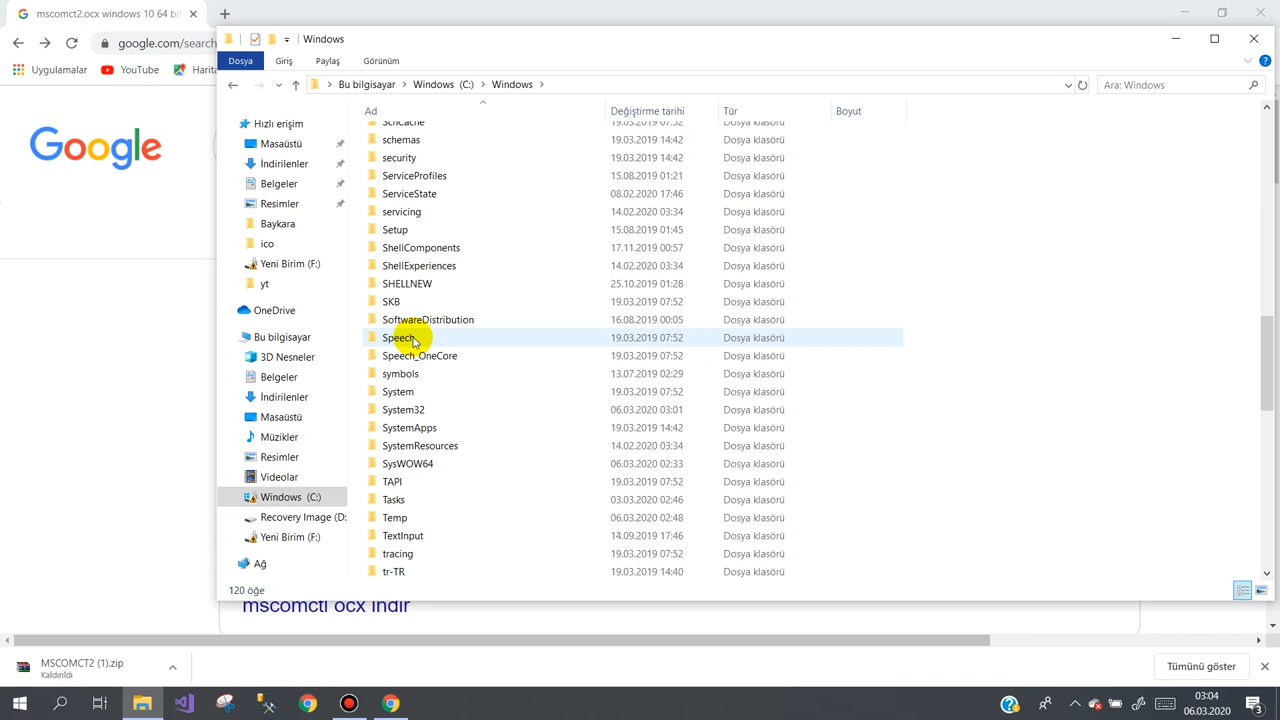 mscomct2.ocx windows 10 64 bit
google.com/search
Uygulamalar YouTube Harita
Google
Windows
Dosya Giriş Paylaş Görünüm
Bu bilgisayar Windows (C:) Windows
Ara: Windows
Ad Değiştirme tarihi Tür Boyut
SchCache 19.03.2019 07:52 Dosya klasörü
schemas 19.03.2019 14:42 Dosya klasörü
security 19.03.2019 14:42 Dosya klasörü
ServiceProfiles 15.08.2019 01:21 Dosya klasörü
ServiceState 08.02.2020 17:46 Dosya klasörü
servicing 14.02.2020 03:34 Dosya klasörü
Setup 15.08.2019 01:45 Dosya klasörü
ShellComponents 17.11.2019 00:57 Dosya klasörü
ShellExperiences 14.02.2020 03:34 Dosya klasörü
SHELLNEW 25.10.2019 01:28 Dosya klasörü
SKB 19.03.2019 07:52 Dosya klasörü
SoftwareDistribution 16.08.2019 00:05 Dosya klasörü
Speech 19.03.2019 07:52 Dosya klasörü
Speech_OneCore 19.03.2019 07:52 Dosya klasörü
symbols 13.07.2019 02:29 Dosya klasörü
System 19.03.2019 07:52 Dosya klasörü
System32 06.03.2020 03:01 Dosya klasörü
SystemApps 19.03.2019 14:42 Dosya klasörü
SystemResources 14.02.2020 03:34 Dosya klasörü
SysWOW64 06.03.2020 02:33 Dosya klasörü
TAPI 19.03.2019 07:52 Dosya klasörü
Tasks 03.03.2020 02:46 Dosya klasörü
Temp 06.03.2020 02:48 Dosya klasörü
TextInput 14.09.2019 17:46 Dosya klasörü
tracing 19.03.2019 07:52 Dosya klasörü
tr-TR 19.03.2019 14:40 Dosya klasörü
Hızlı erişim
Masaüstü
İndirilenler
Belgeler
Resimler
Baykara
ico
Yeni Birim (F:)
yt
OneDrive
Bu bilgisayar
3D Nesneler
Belgeler
İndirilenler
Masaüstü
Müzikler
Resimler
Videolar
Windows (C:)
Recovery Image (D:
Yeni Birim (F:)
Ağ
120 öğe
mscomctl ocx indir
MSCOMCT2 (1).zip
Kaldırıldı
Tümünü göster
03:04
06.03.2020
3